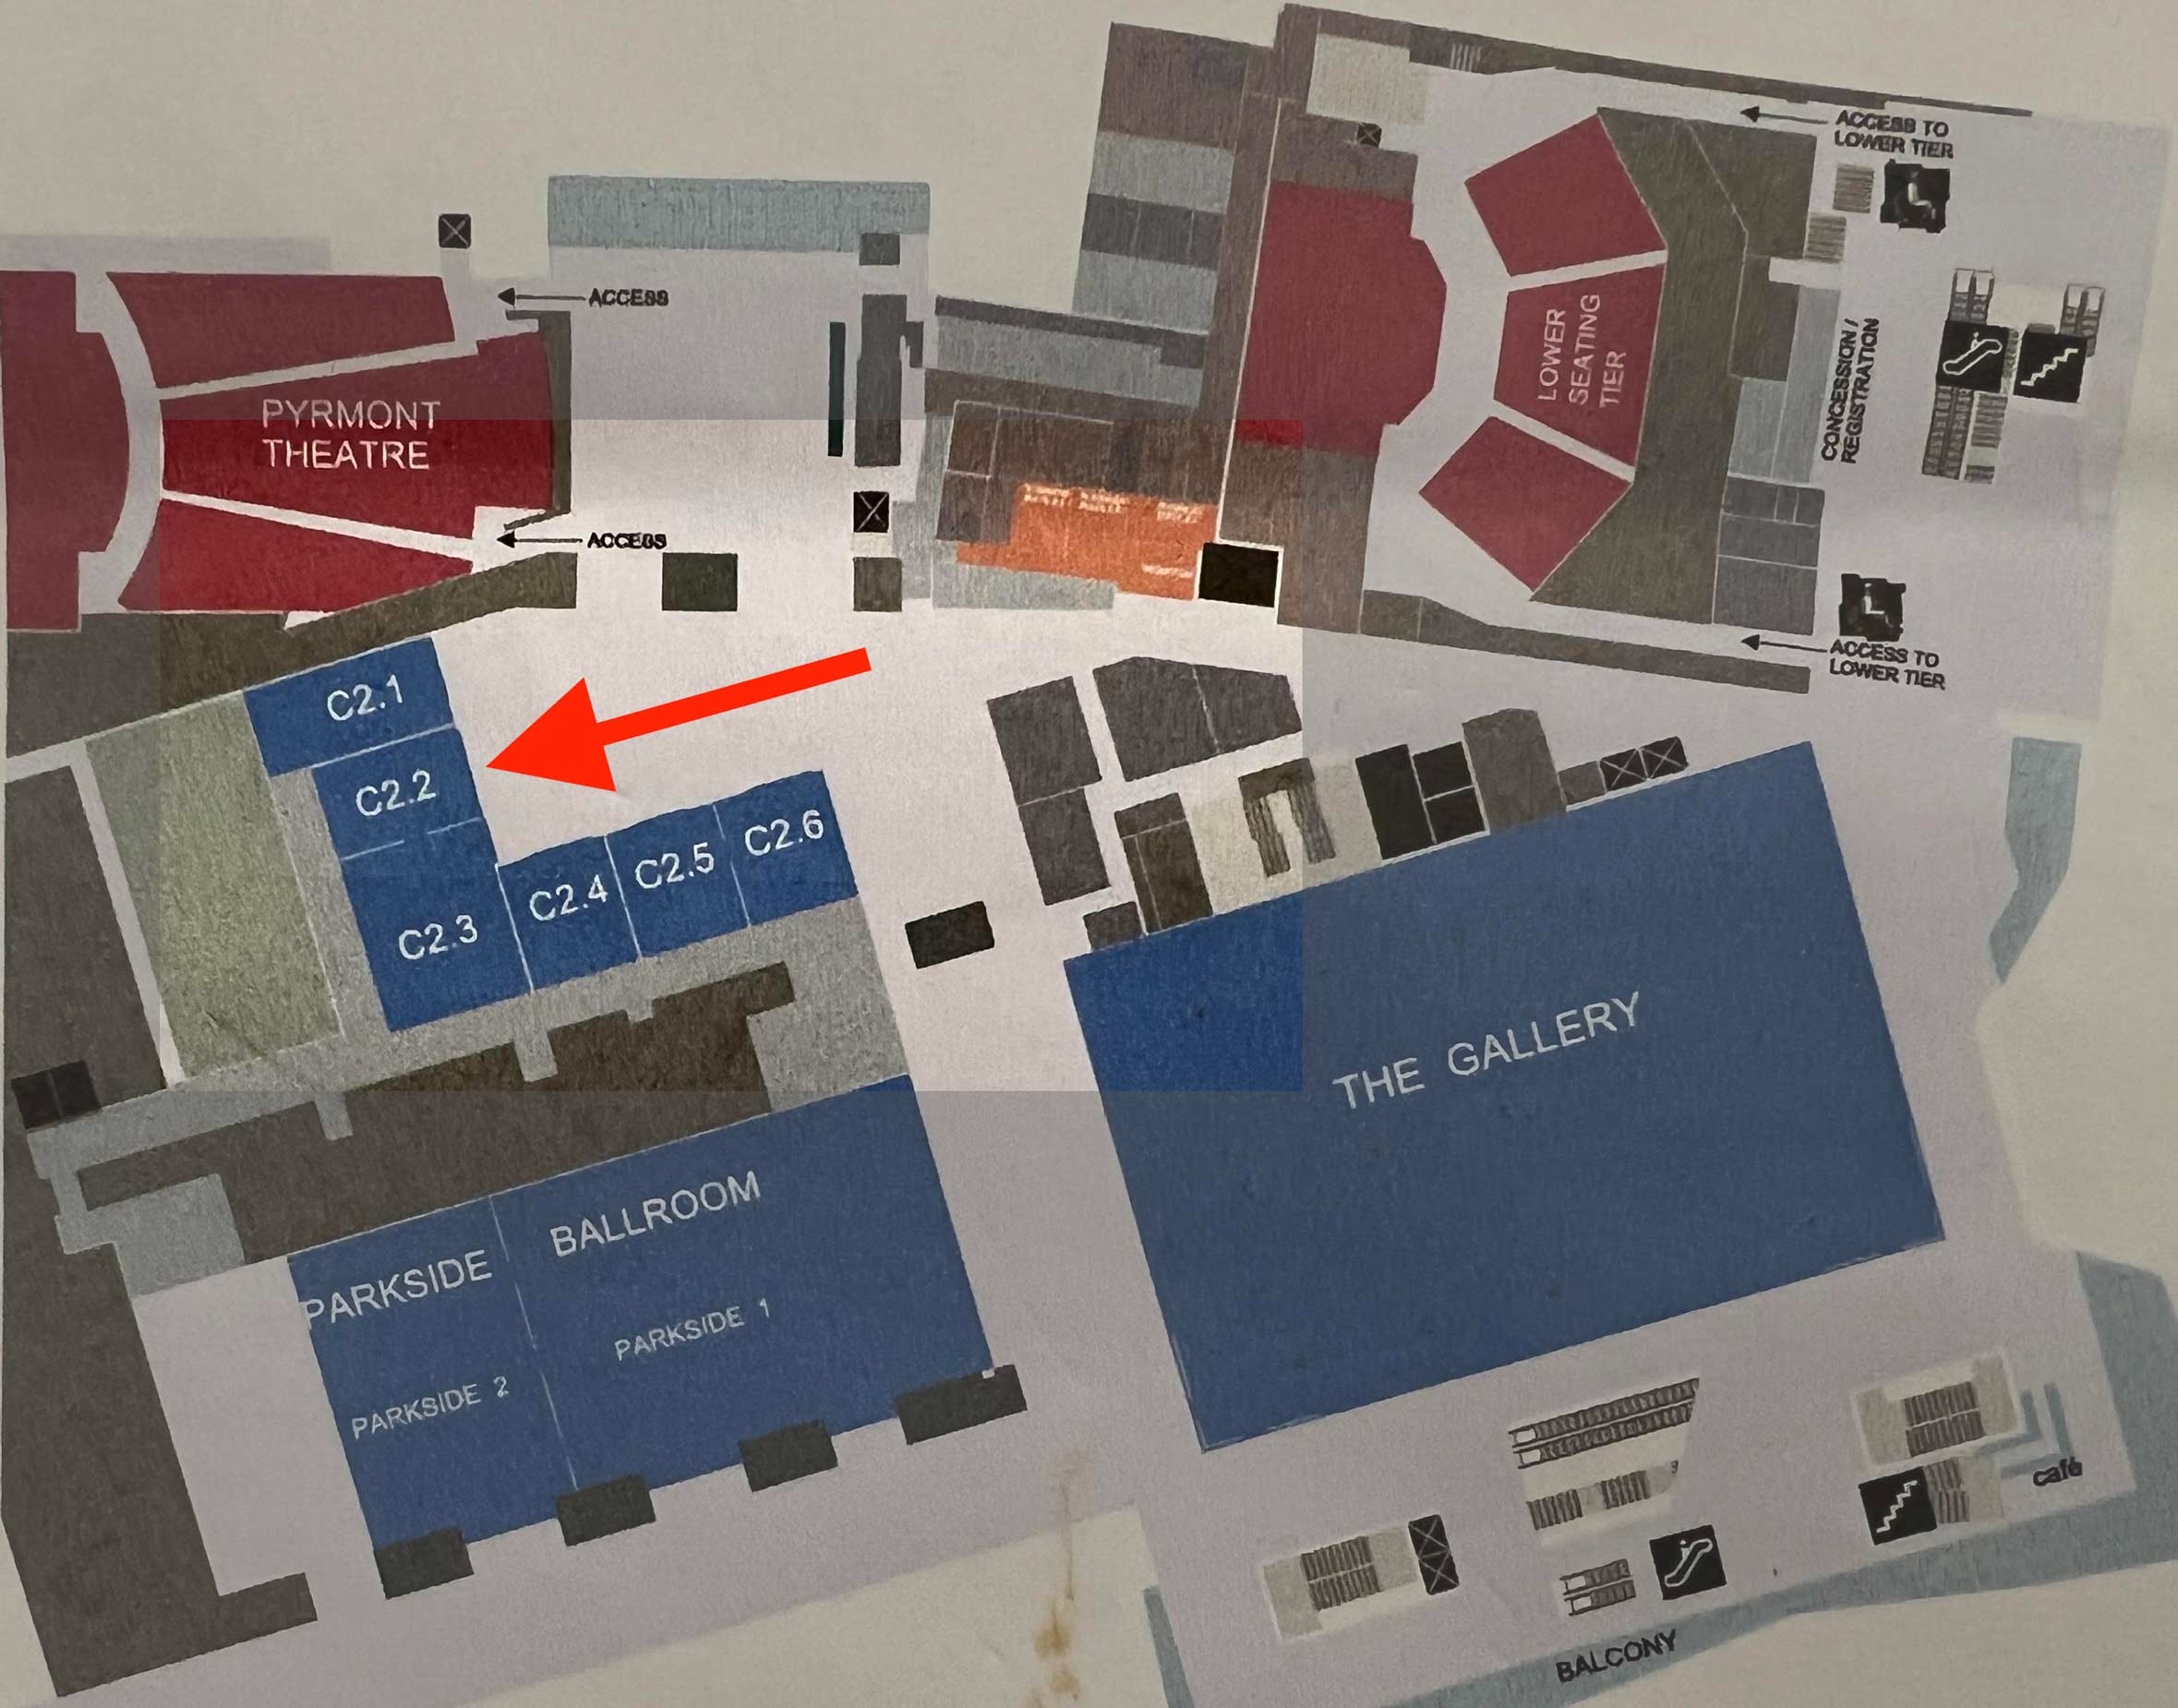 ACCESS TO
LOWER TIER
ACCESS
LOWER
SEATING
TIER
CONCESSION /
REGISTRATION
PYRMONT
THEATRE
ACCESS
ACCESS TO
LOWER TIER
C2.1
C2.2
C2.3
C2.4
C2.5
C2.6
THE GALLERY
PARKSIDE BALLROOM
PARKSIDE 1
PARKSIDE 2
café
BALCONY